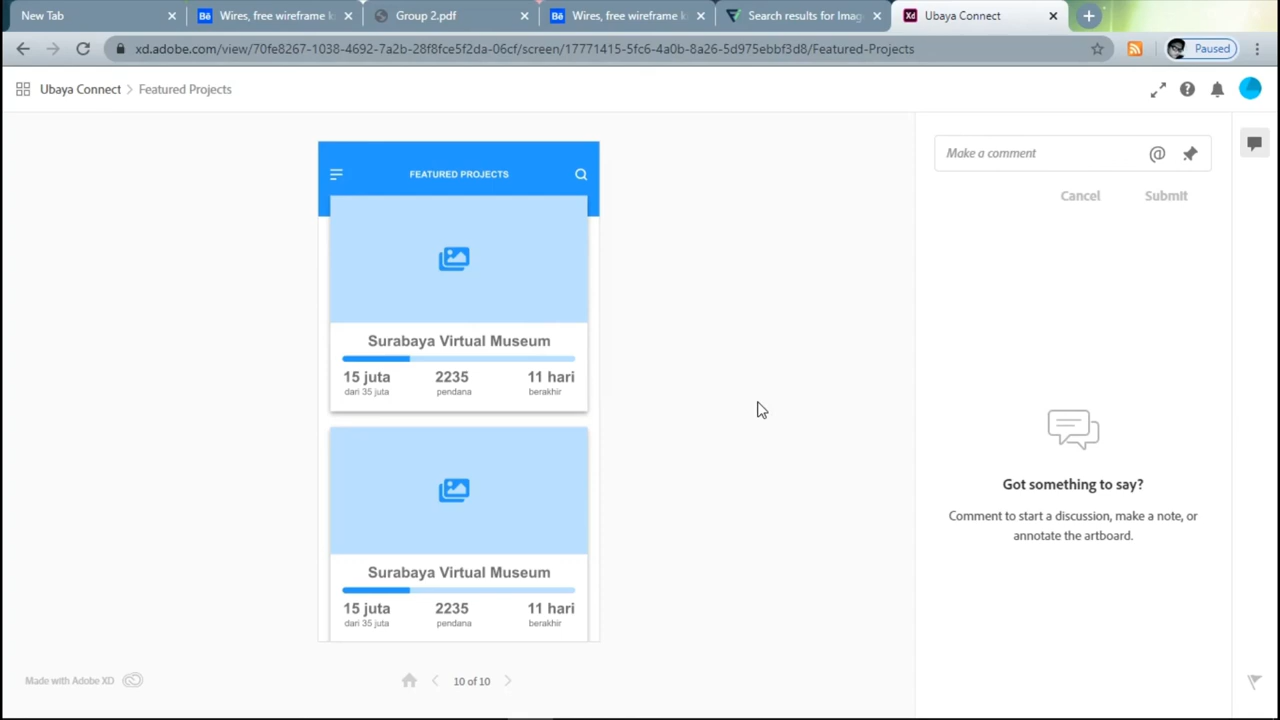 New Tab
Wires, free wireframe k
Group 2.pdf
Wires, free wireframe k
Search results for Imag
Ubaya Connect
xd.adobe.com/view/70fe8267-1038-4692-7a2b-28f8fce5f2da-06cf/screen/17771415-5fc6-4a0b-8a26-5d975ebbf3d8/Featured-Projects
Paused
Ubaya Connect > Featured Projects
Make a comment
Cancel
Submit
FEATURED PROJECTS
Surabaya Virtual Museum
15 juta
2235
11 hari
dari 35 juta
pendana
berakhir
Surabaya Virtual Museum
15 juta
2235
11 hari
dari 35 juta
pendana
berakhir
Got something to say?
Comment to start a discussion, make a note, or
annotate the artboard.
Made with Adobe XD
10 of 10